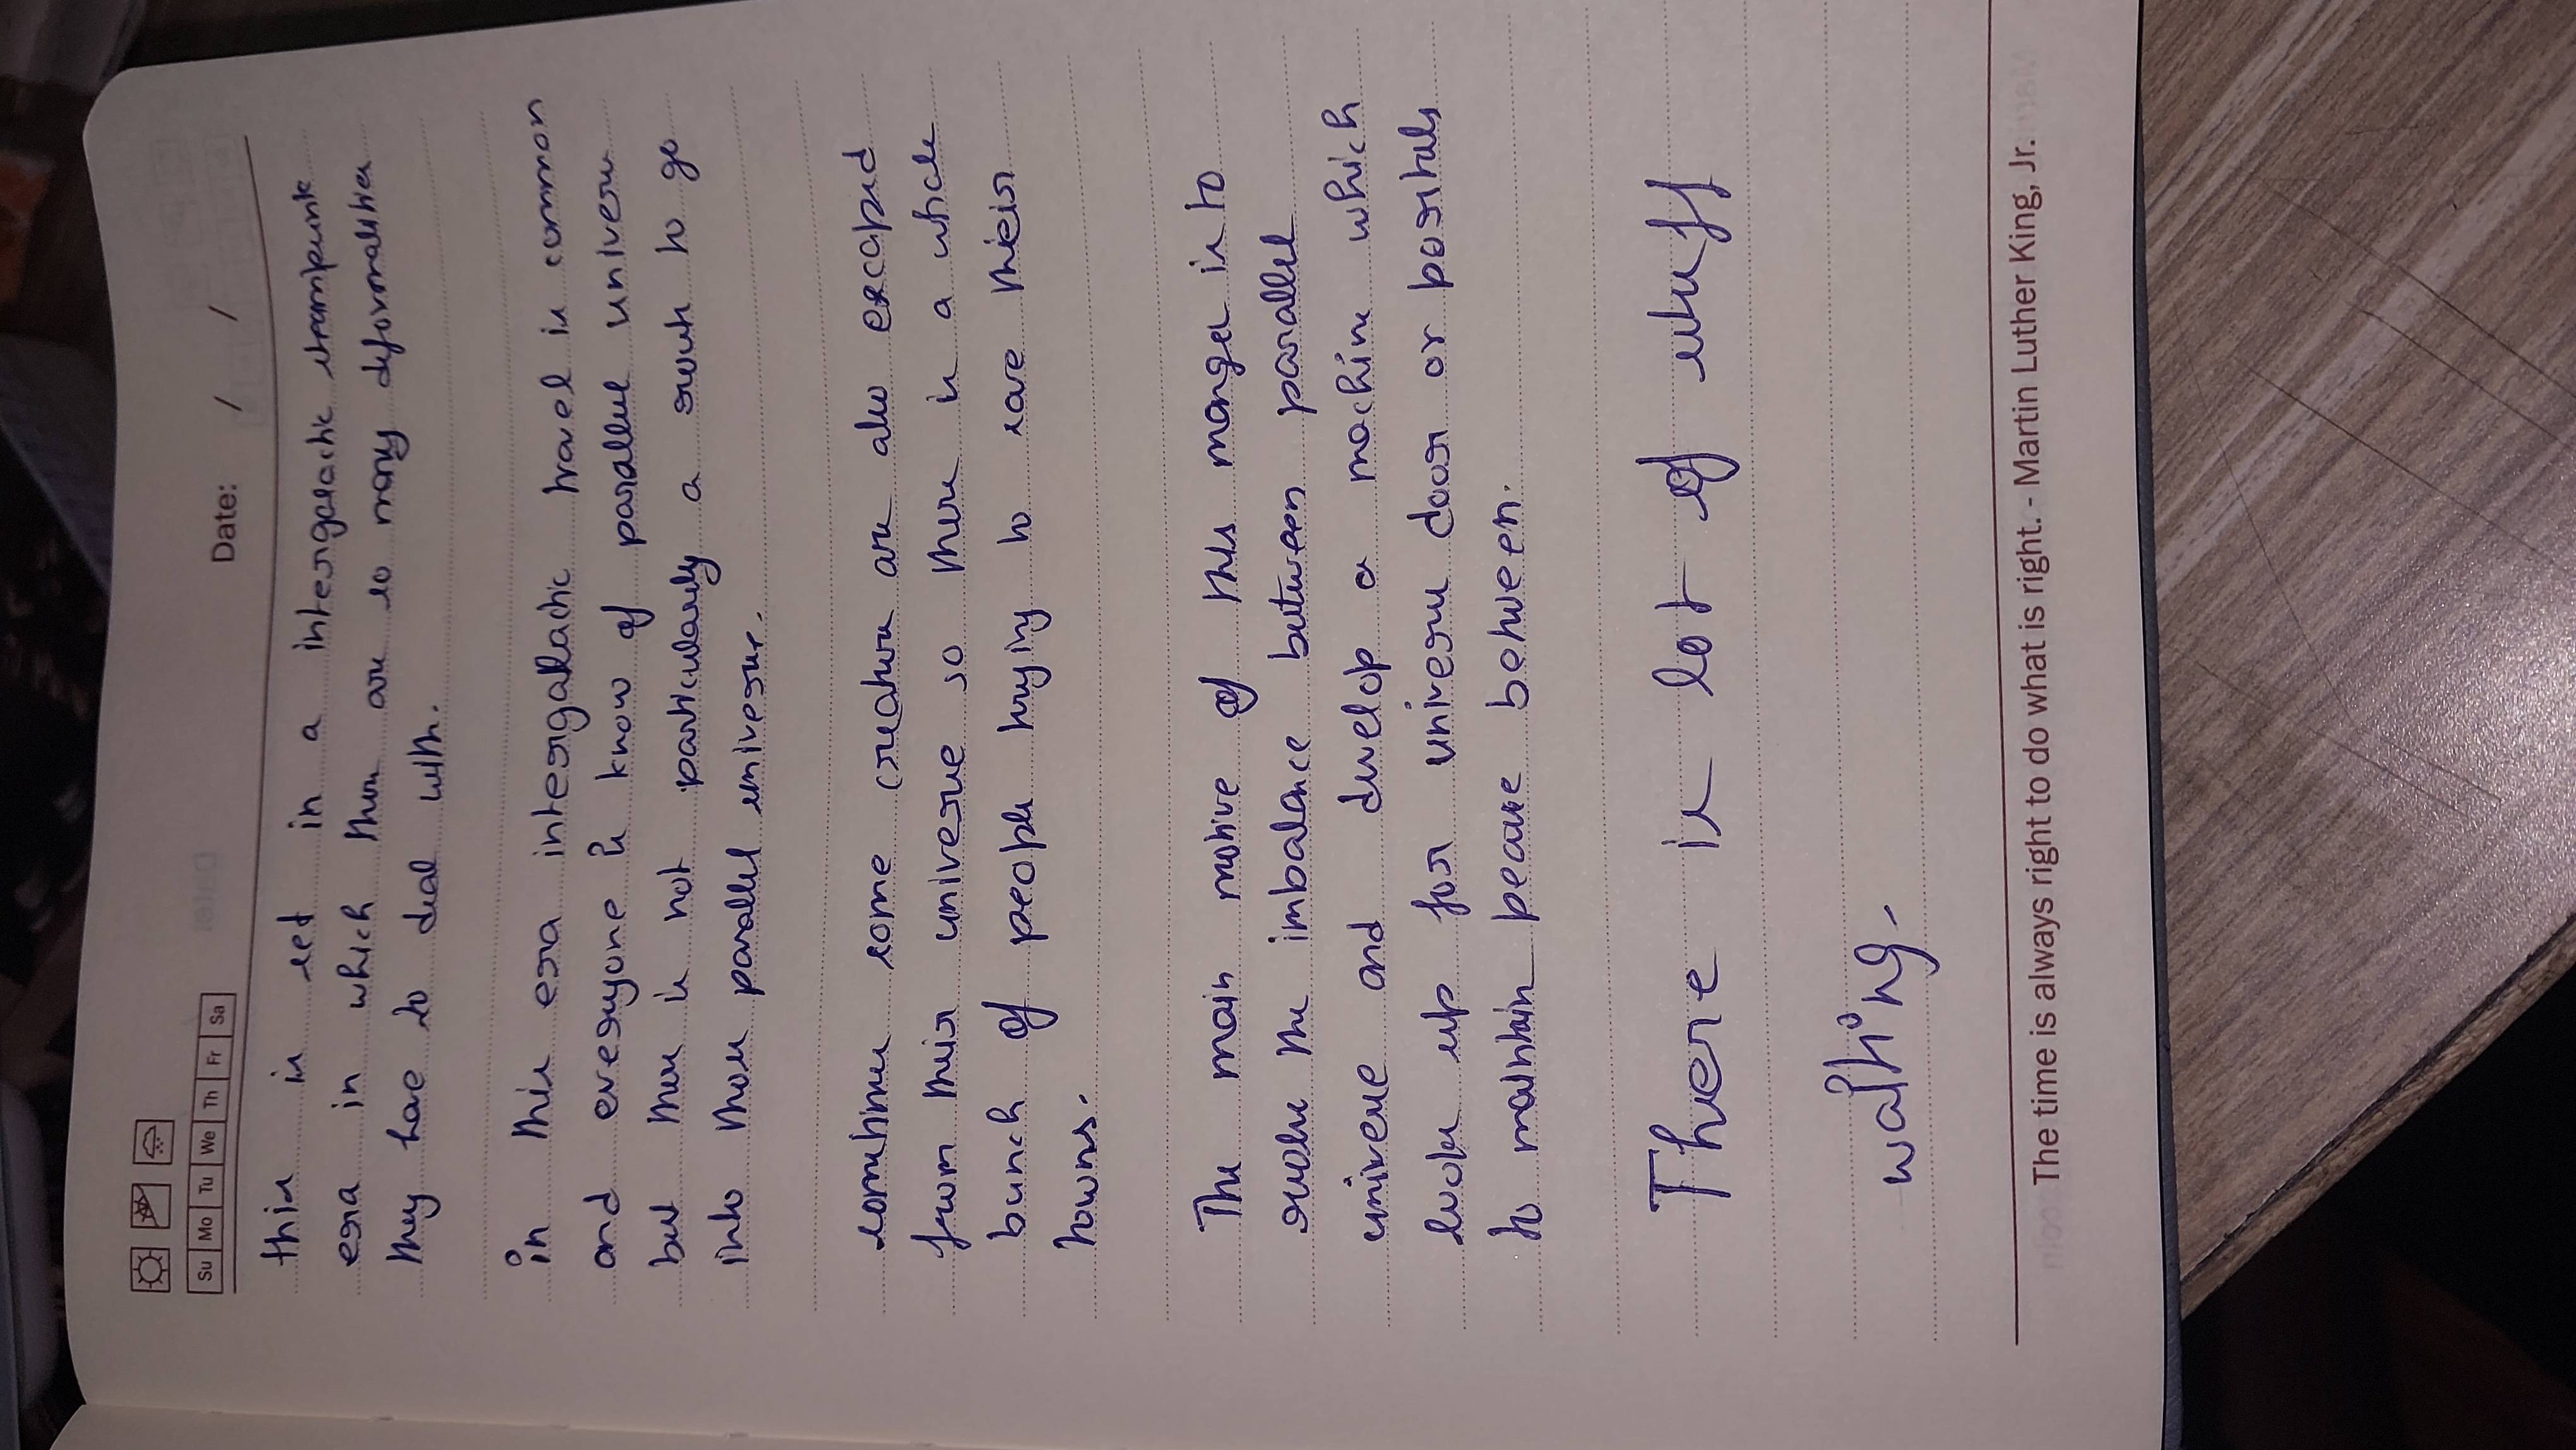 Su Mo Tu We Th Fr Sa
Date: / /
this is set in a intergalactic steampunk
era in which there are so many deformalities
they hae to deal with.
in this era intergallactic travel is common
and everyone is know of parallel universe
but there is not particularly a route to go
into those parallel universe.
sometimes some creature are also escaped
from their universe so there is a whole
bunch of people trying to save their
towns.
The main motive of this manga is to
the imbalance between parallel
universe and develop a machine which
looks up for universe door or portals
to maintain between.
There is lot of stuff
waiting.
The time is always right to do what is right. - Martin Luther King, Jr.